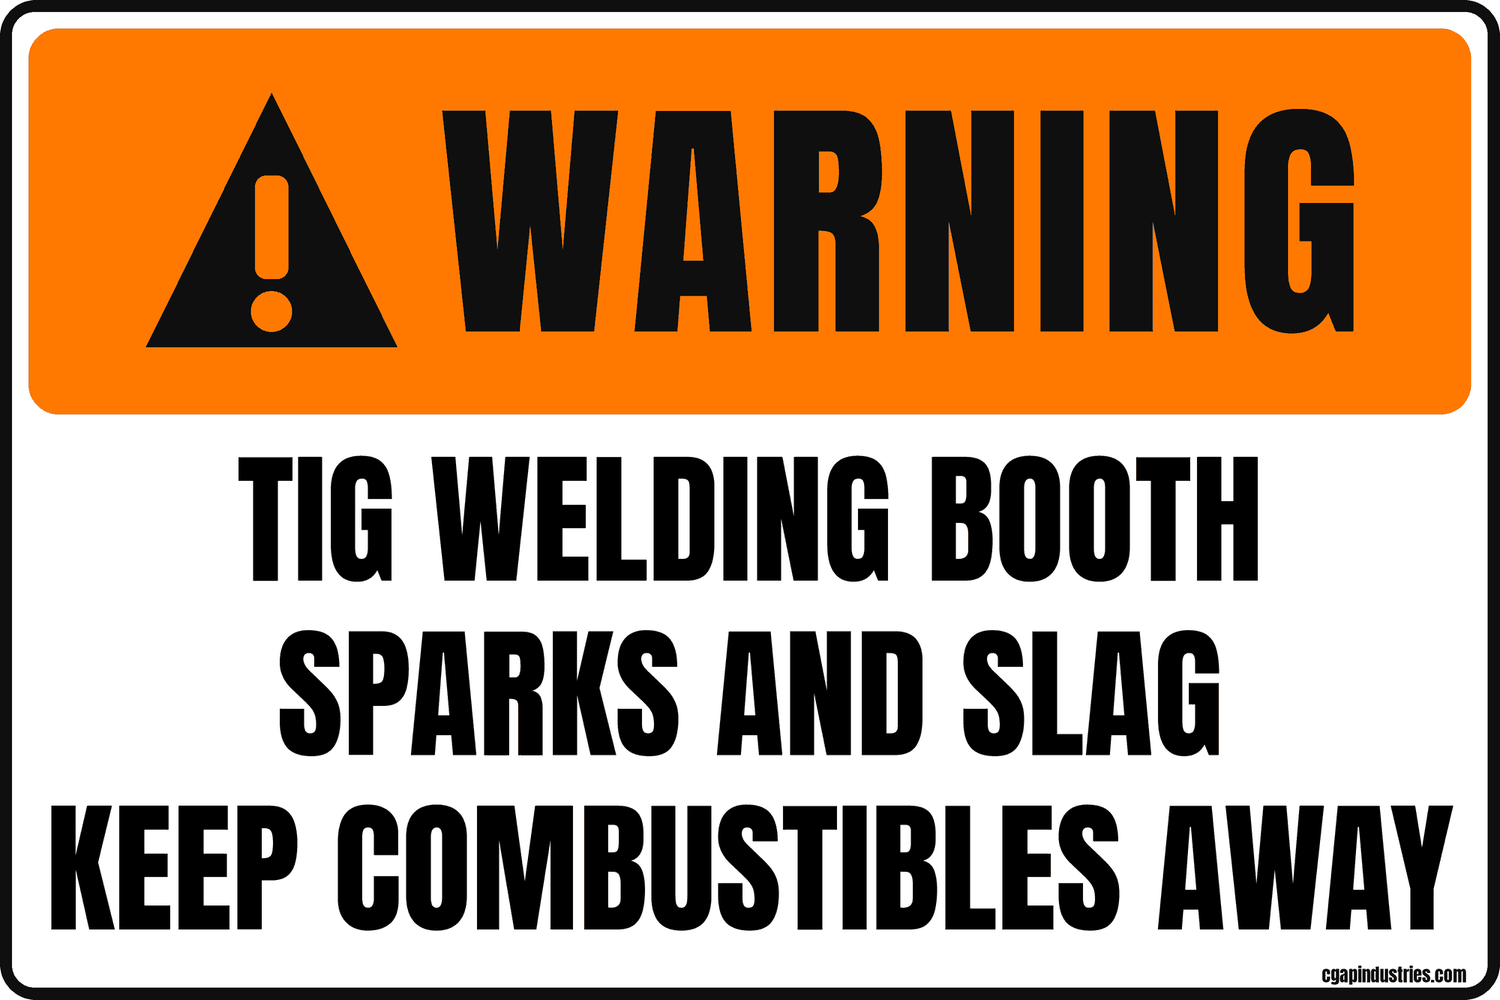 WARNING
TIG WELDING BOOTH
SPARKS AND SLAG
KEEP COMBUSTIBLES AWAY
cgapindustries.com